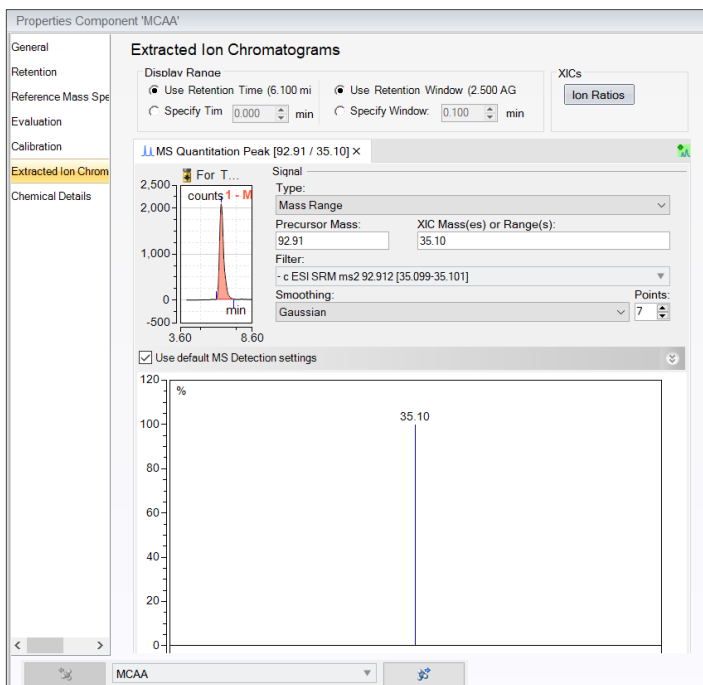 Properties Component 'MCAA'
General
Retention
Reference Mass Spe
Evaluation
Calibration
Extracted Ion Chrom
Chemical Details
Extracted Ion Chromatograms
Display Range
Use Retention Time (6.100 mi
Use Retention Window (2.500 AG
Specify Tim 0.000 min
Specify Window: 0.100 min
XICs
Ion Ratios
MS Quantitation Peak [92.91 / 35.10] ×
For T...
2,500
2,000
1,000
0
-500
counts
1 - M
min
3.60 8.60
Signal
Type:
Mass Range
Precursor Mass: XIC Mass(es) or Range(s):
92.91 35.10
Filter:
- c ESI SRM ms2 92.912 [35.099-35.101]
Smoothing: Points:
Gaussian 7
Use default MS Detection settings
120
%
35.10
100
80
60
40
20
0
MCAA